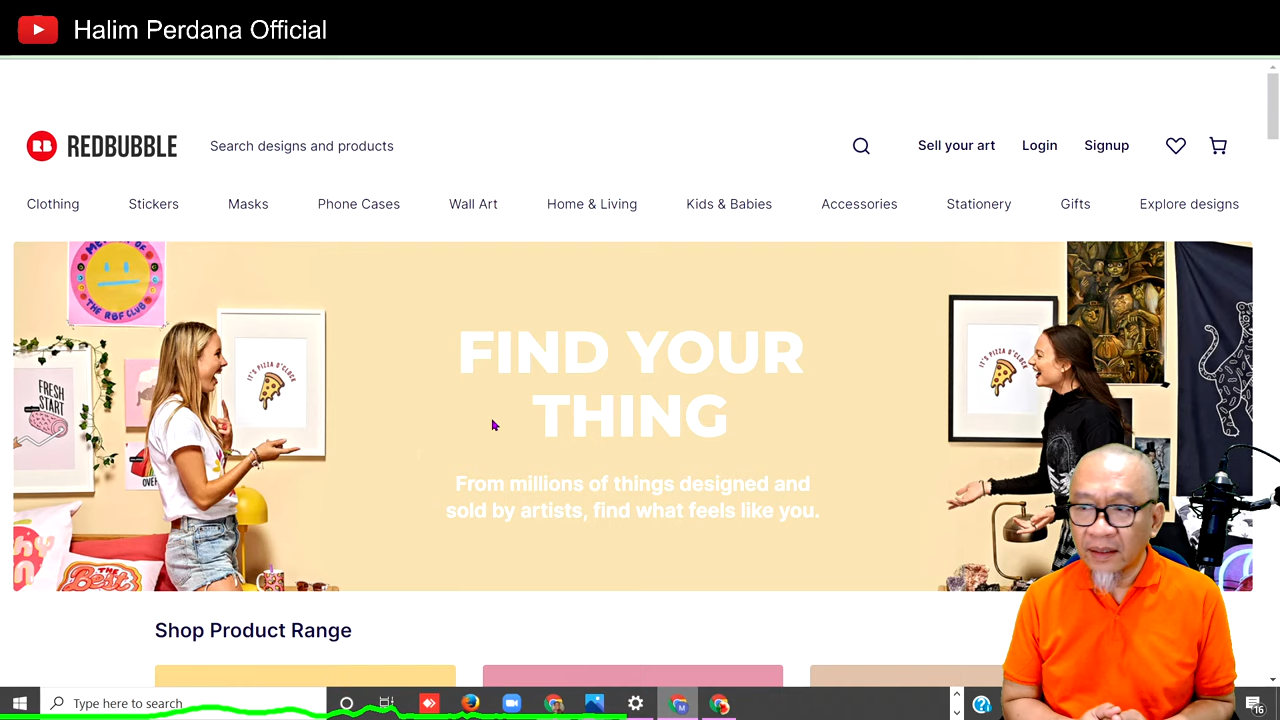 Halim Perdana Official
RB REDBUBBLE
Search designs and products
Sell your art
Login
Signup
Clothing
Stickers
Masks
Phone Cases
Wall Art
Home & Living
Kids & Babies
Accessories
Stationery
Gifts
Explore designs
THE RBF CLUB
FRESH
START
IT'S PIZZA O'CLOCK
IT'S PIZZA O'CLOCK
The Best
FIND YOUR
THING
From millions of things designed and
sold by artists, find what feels like you.
Shop Product Range
Type here to search
16